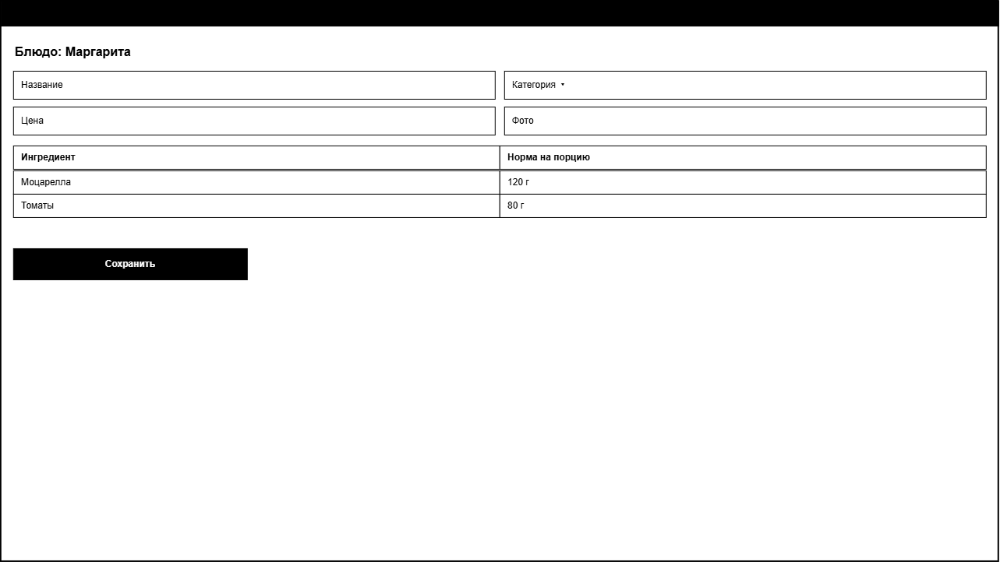 Блюдо: Маргарита
Название
Категория ▾
Цена
Фото
Ингредиент
Норма на порцию
Моцарелла
120 г
Томаты
80 г
Сохранить